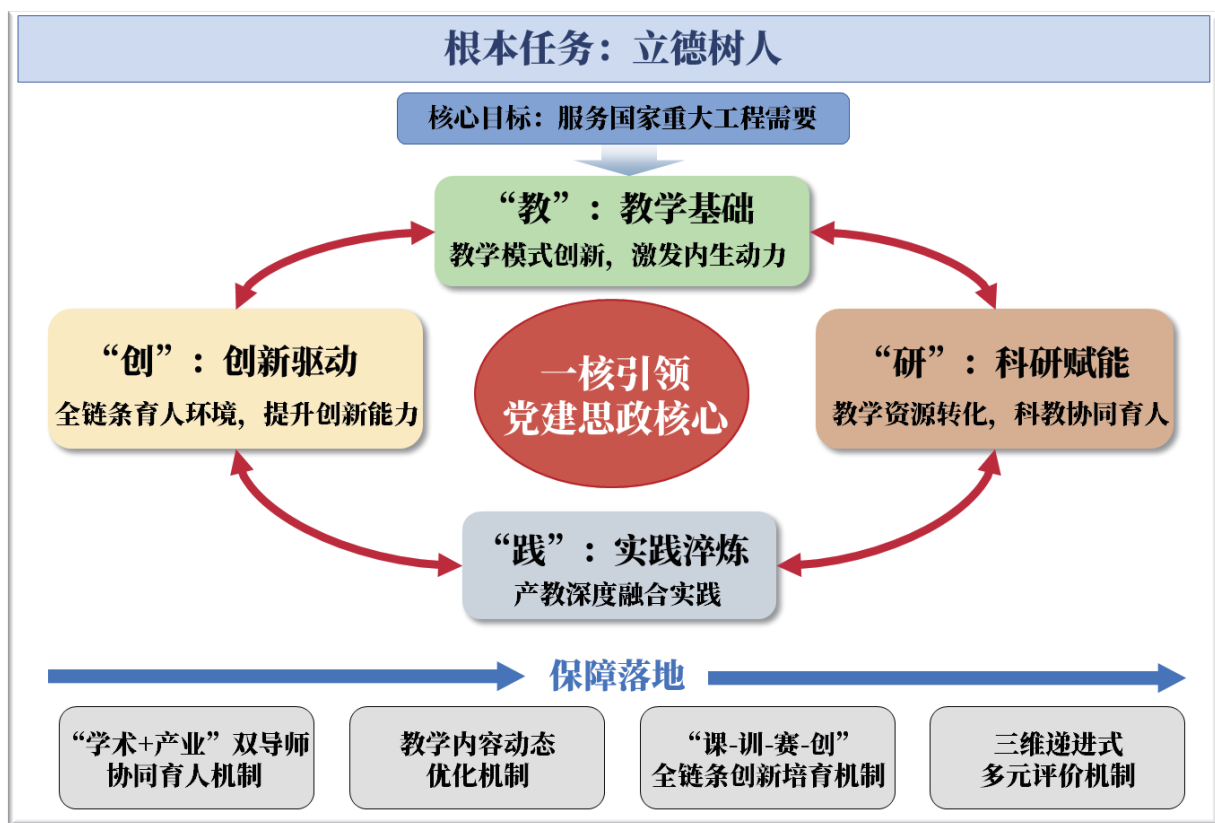 根本任务：立德树人
核心目标：服务国家重大工程需要
“教”：教学基础
教学模式创新，激发内生动力
“创”：创新驱动
全链条育人环境，提升创新能力
一核引领
党建思政核心
“研”：科研赋能
教学资源转化，科教协同育人
“践”：实践淬炼
产教深度融合实践
保障落地
“学术+产业”双导师
协同育人机制
教学内容动态
优化机制
“课-训-赛-创”
全链条创新培育机制
三维递进式
多元评价机制